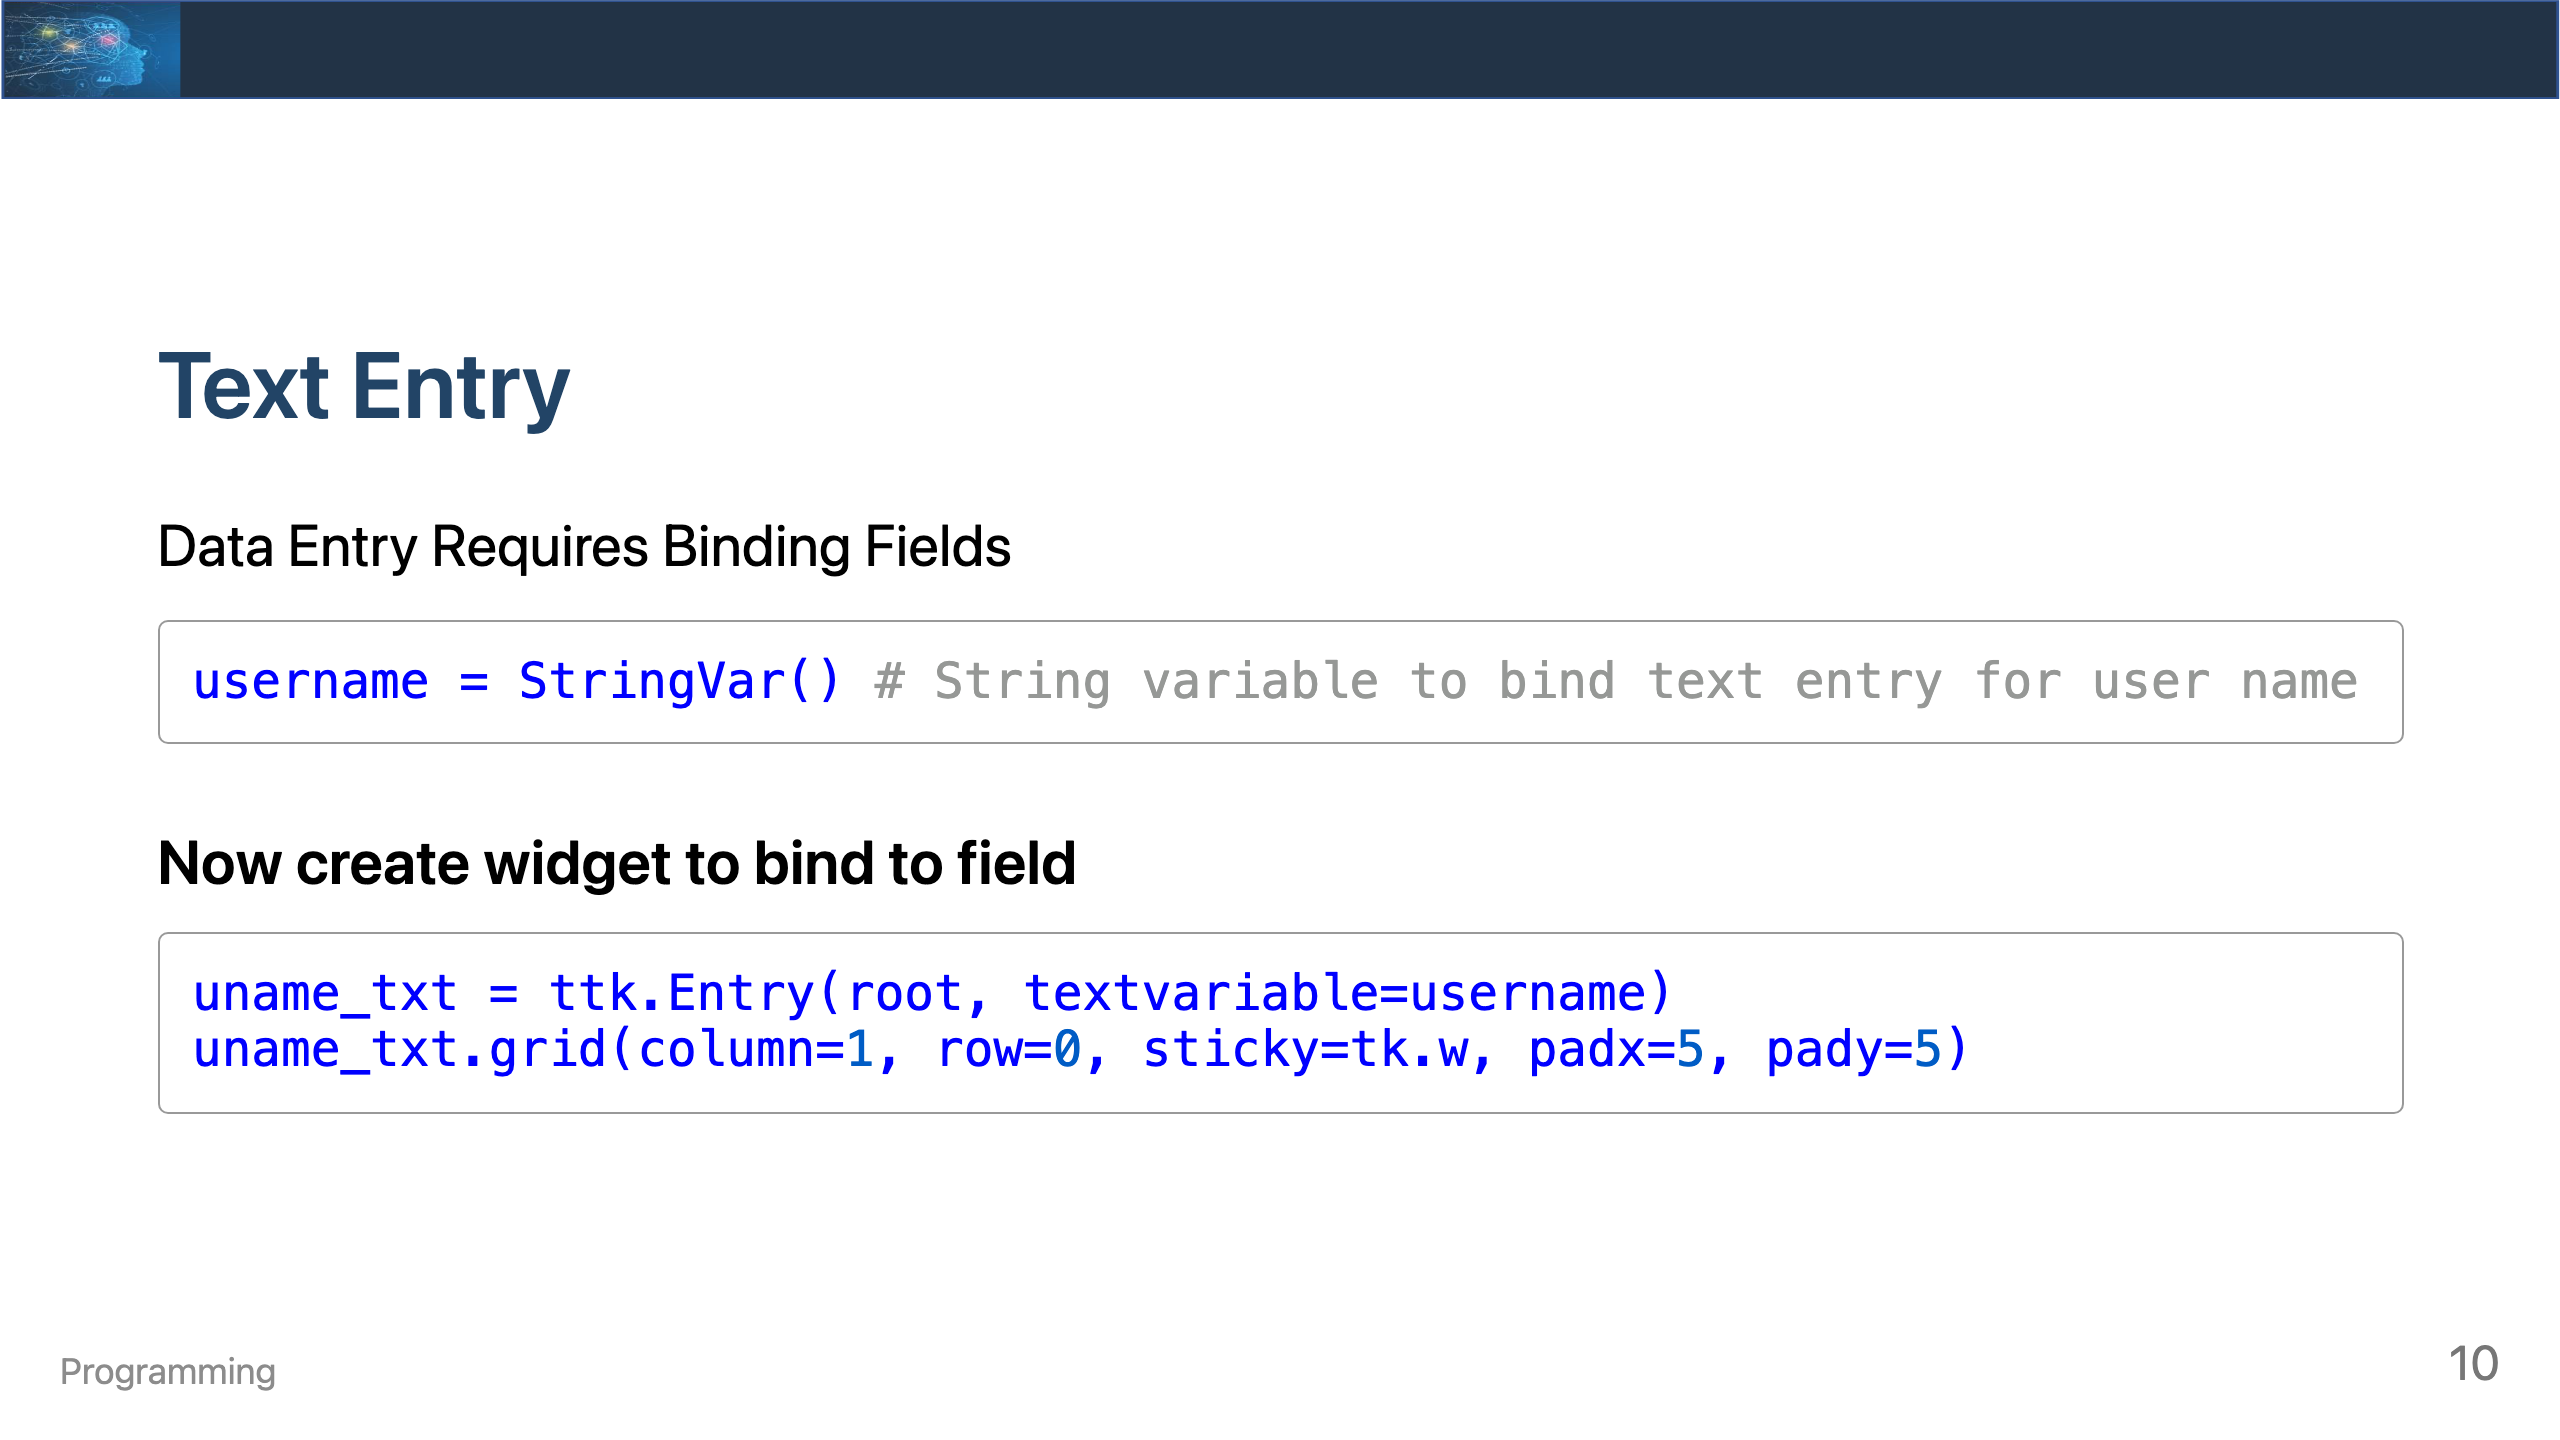 Text Entry
Data Entry Requires Binding Fields
username = StringVar() # String variable to bind text entry for user name
Now create widget to bind to field
uname_txt = ttk.Entry(root, textvariable=username)
uname_txt.grid(column=1, row=0, sticky=tk.w, padx=5, pady=5)
Programming
10